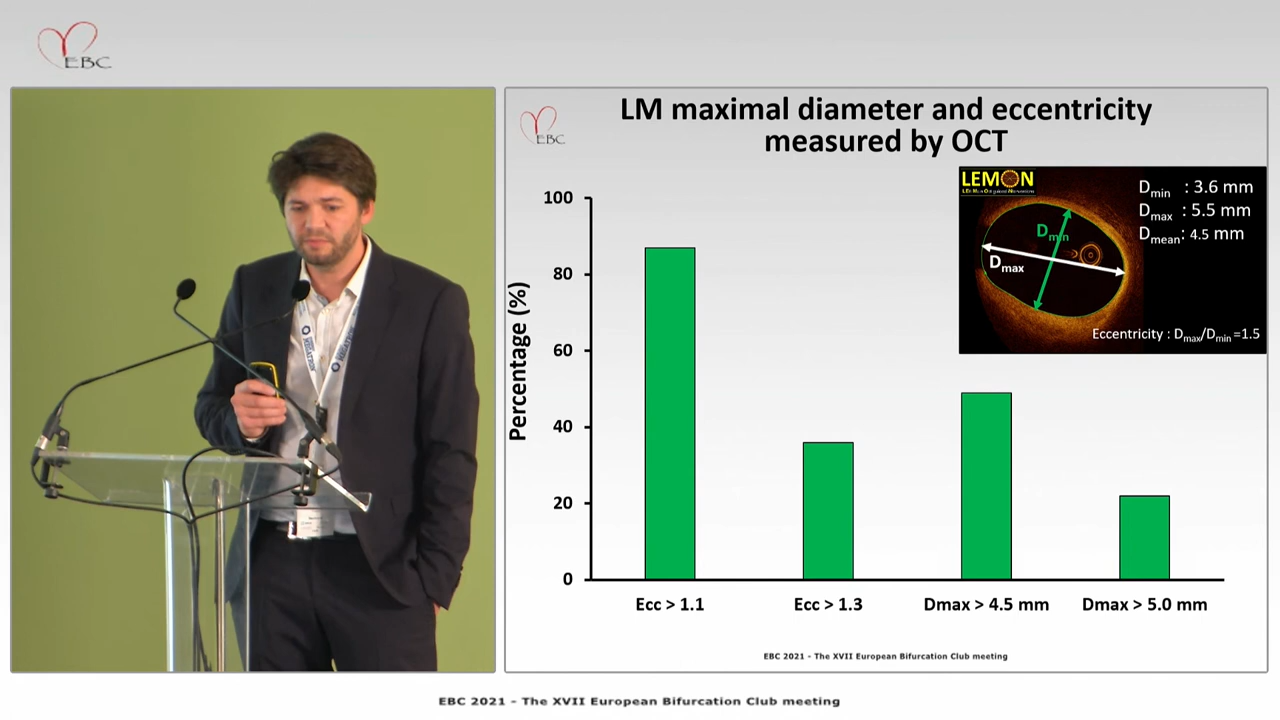 EBC
EBC
LM maximal diameter and eccentricity
measured by OCT
LEMON
Dmin : 3.6 mm
Dmax : 5.5 mm
Dmean: 4.5 mm
Dmin
Dmax
Eccentricity : Dmax/Dmin =1.5
Percentage (%)
100
80
60
40
20
0
Ecc > 1.1
Ecc > 1.3
Dmax > 4.5 mm
Dmax > 5.0 mm
EBC 2021 - The XVII European Bifurcation Club meeting
EBC 2021 - The XVII European Bifurcation Club meeting